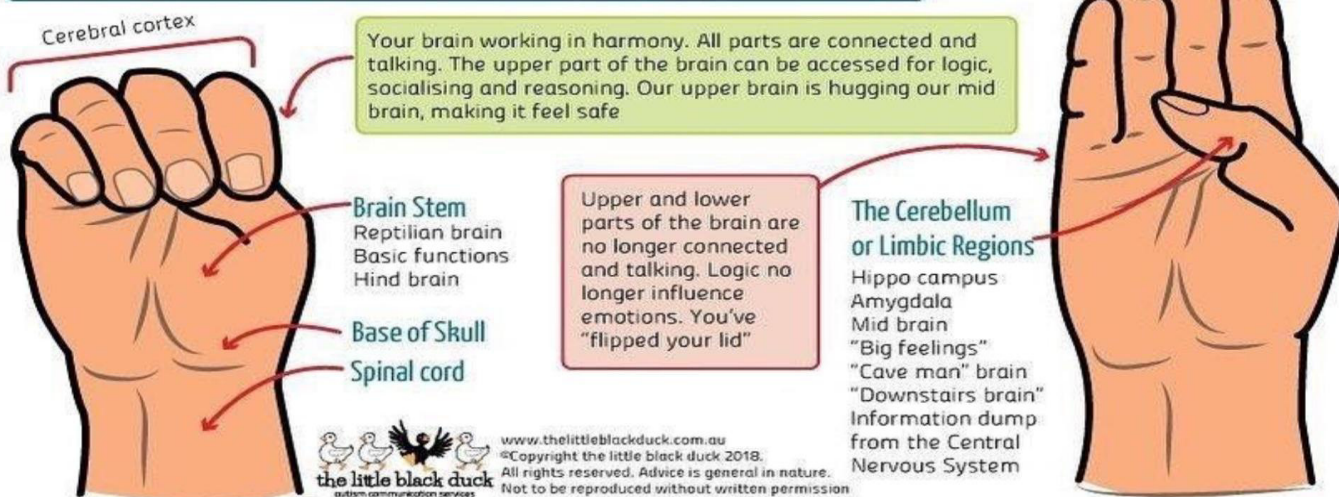 Cerebral cortex
Your brain working in harmony. All parts are connected and
talking. The upper part of the brain can be accessed for logic,
socialising and reasoning. Our upper brain is hugging our mid
brain, making it feel safe
Brain Stem
Reptilian brain
Basic functions
Hind brain
Base of Skull
Spinal cord
Upper and lower
parts of the brain are
no longer connected
and talking. Logic no
longer influence
emotions. You've
"flipped your lid"
The Cerebellum
or Limbic Regions
Hippo campus
Amygdala
Mid brain
"Big feelings"
"Cave man" brain
"Downstairs brain"
Information dump
from the Central
Nervous System
the little black duck
autism communication services
www.thelittleblackduck.com.au
©Copyright the little black duck 2018.
All rights reserved. Advice is general in nature.
Not to be reproduced without written permission